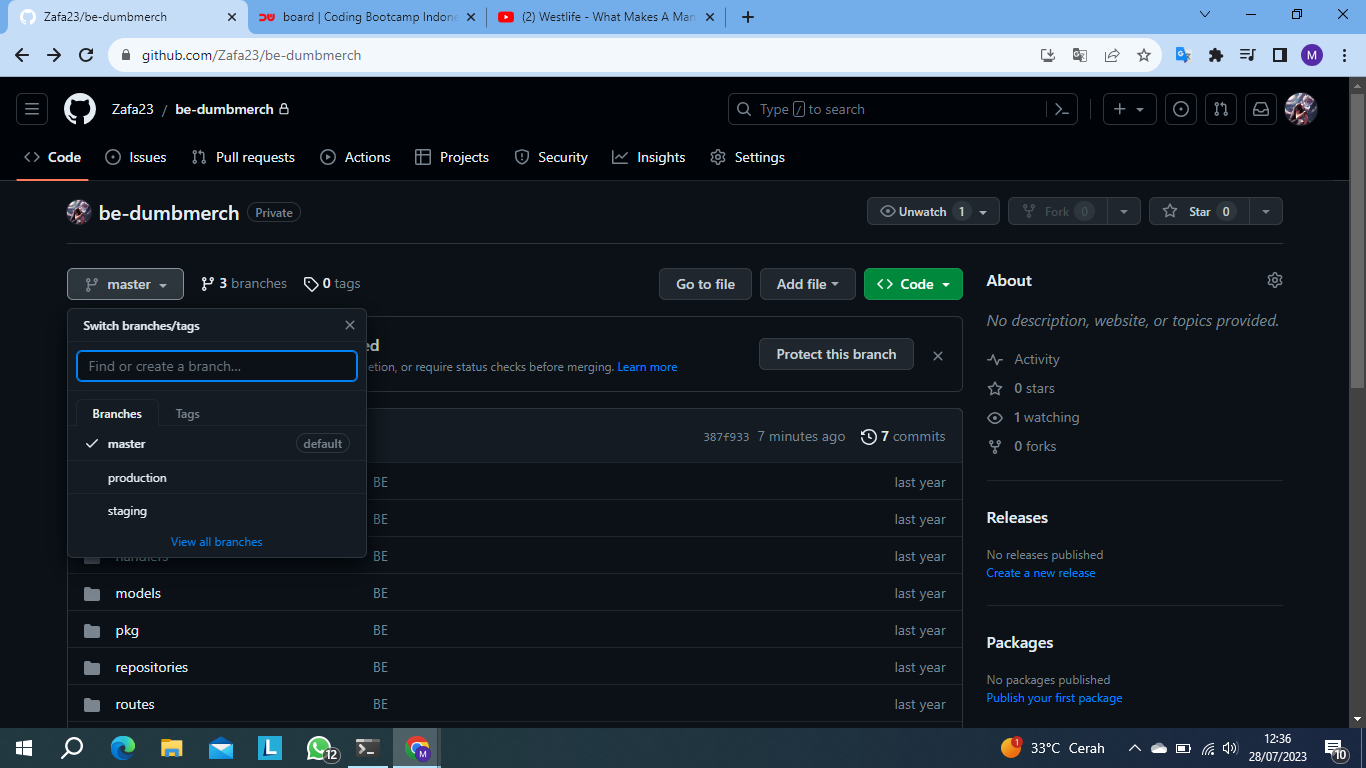 Zafa23/be-dumbmerch
board | Coding Bootcamp Indone
(2) Westlife - What Makes A Man
github.com/Zafa23/be-dumbmerch
M
Zafa23 / be-dumbmerch
Type / to search
Code
Issues
Pull requests
Actions
Projects
Security
Insights
Settings
be-dumbmerch
Private
Unwatch 1
Fork 0
Star 0
master
3 branches
0 tags
Go to file
Add file
Code
Switch branches/tags
Find or create a branch...
Branches
Tags
master
default
production
staging
View all branches
ed
etion, or require status checks before merging. Learn more
Protect this branch
387f933 7 minutes ago
7 commits
BE
last year
BE
last year
handlers
BE
last year
models
BE
last year
pkg
BE
last year
repositories
BE
last year
routes
BE
last year
About
No description, website, or topics provided.
Activity
0 stars
1 watching
0 forks
Releases
No releases published
Create a new release
Packages
No packages published
Publish your first package
L
12
M
1
33°C Cerah
12:36
28/07/2023
10